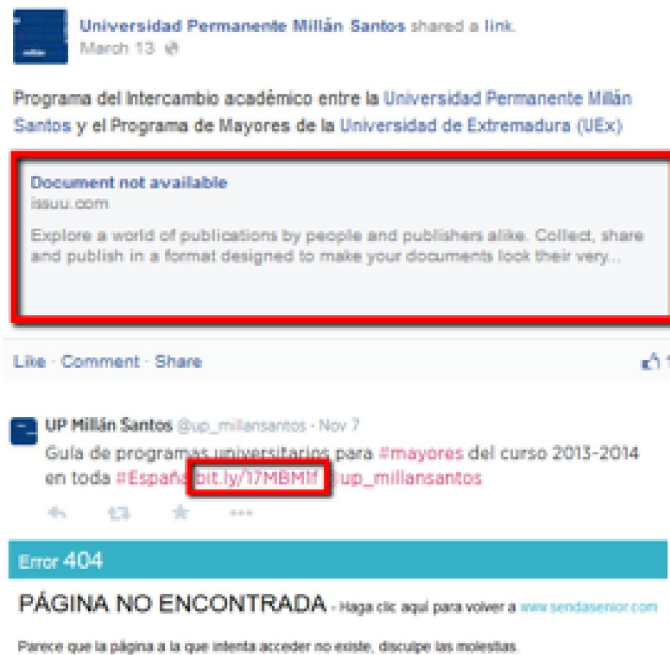 Universidad Permanente Millán Santos shared a link.
March 13
Programa del Intercambio académico entre la Universidad Permanente Millán
Santos y el Programa de Mayores de la Universidad de Extremadura (UEx)
Document not available
issuu.com
Explore a world of publications by people and publishers alike. Collect, share
and publish in a format designed to make your documents look their very...
Like · Comment · Share
UP Millán Santos @up_millansantos · Nov 7
Guía de programas universitarios para #mayores del curso 2013-2014
en toda #España bit.ly/17MBM1f @up_millansantos
Error 404
PÁGINA NO ENCONTRADA - Haga clic aquí para volver a www.sendasenior.com
Parece que la página a la que intenta acceder no existe, disculpe las molestias.